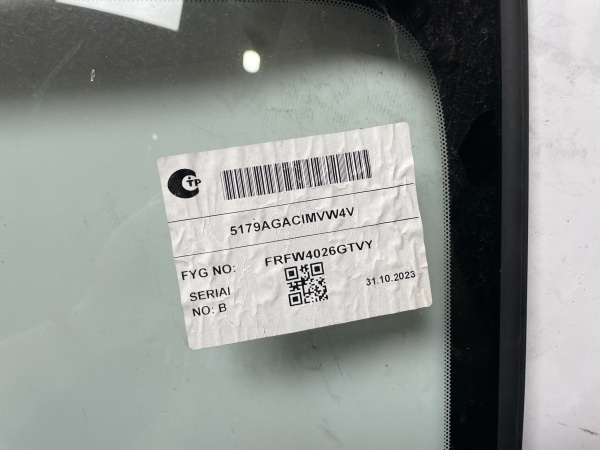 TP
5179AGACIMVW4V
FYG NO: FRFW4026GTVY
SERIAl
NO: B
31.10.2023